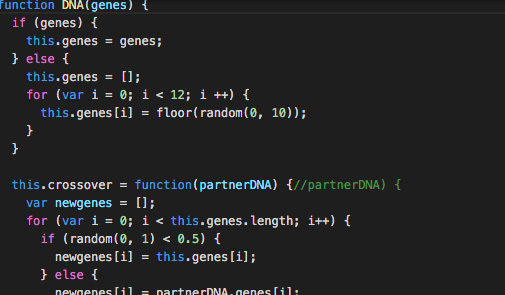 function DNA(genes) {
  if (genes) {
    this.genes = genes;
  } else {
    this.genes = [];
    for (var i = 0; i < 12; i ++) {
      this.genes[i] = floor(random(0, 10));
    }
  }

  this.crossover = function(partnerDNA) {//partnerDNA) {
    var newgenes = [];
    for (var i = 0; i < this.genes.length; i++) {
      if (random(0, 1) < 0.5) {
        newgenes[i] = this.genes[i];
      } else {
        newgenes[i] = partnerDNA.genes[i];